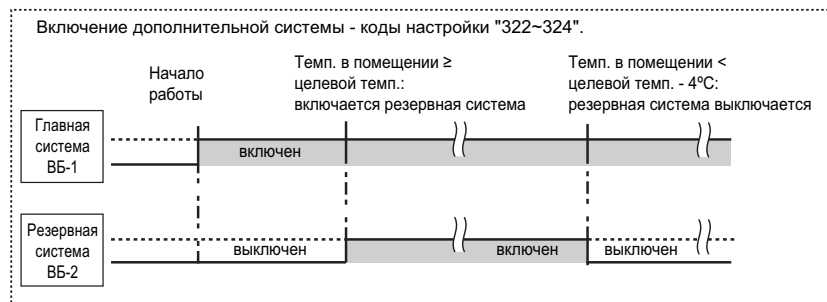 Включение дополнительной системы - коды настройки "322~324".
Начало
работы
Темп. в помещении ≥
целевой темп.:
включается резервная система
Темп. в помещении <
целевой темп. - 4ºC:
резервная система выключается
Главная
система
ВБ-1
включен
Резервная
система
ВБ-2
выключен
включен
выключен